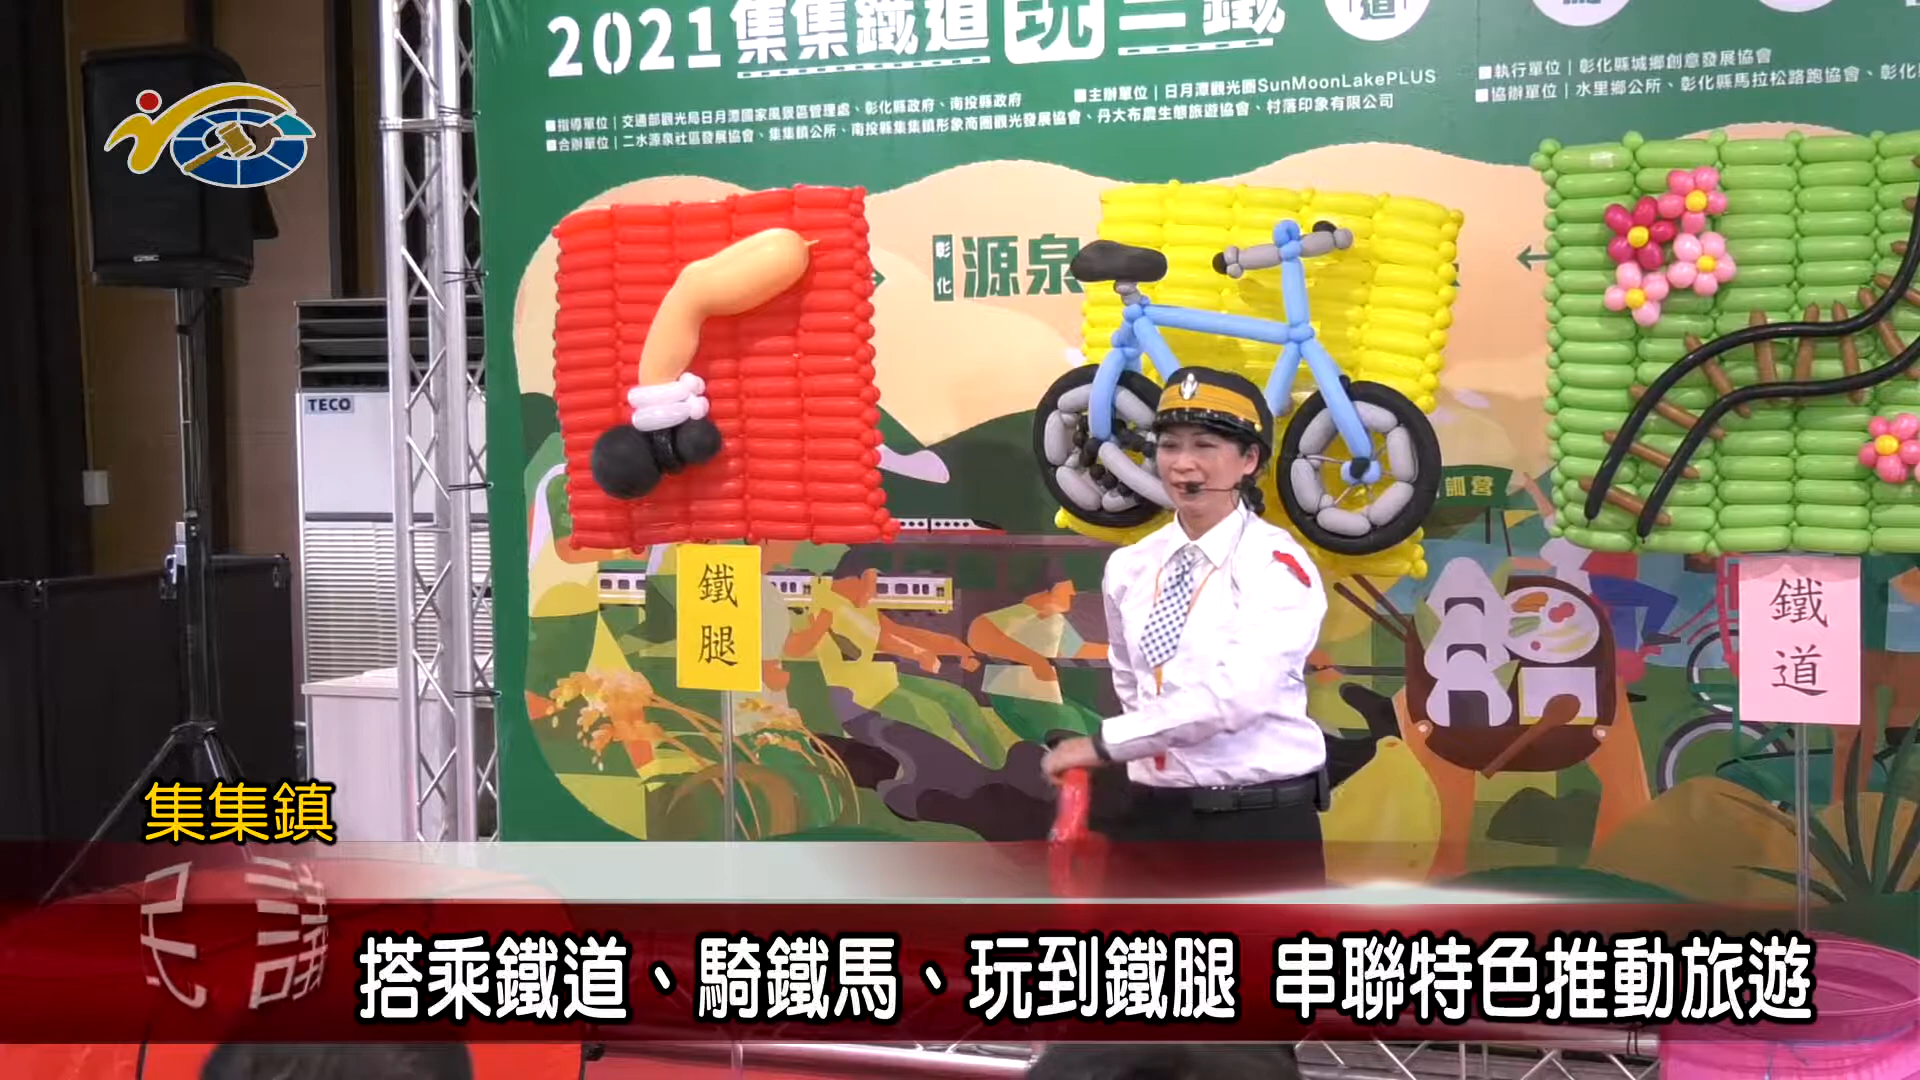 2021集集鐵道玩三鐵
道
■指導單位｜交通部觀光局日月潭國家風景區管理處、彰化縣政府、南投縣政府
■主辦單位｜日月潭觀光圈SunMoonLakePLUS
■執行單位｜彰化縣城鄉創意發展協會
■合辦單位｜二水源泉社區發展協會、集集鎮公所、南投縣集集鎮形象商圈觀光發展協會、丹大布農生態旅遊協會、村落印象有限公司
■協辦單位｜水里鄉公所、彰化縣馬拉松路跑協會、彰化
彰化
源泉
TECO
訓營
鐵腿
鐵道
集集鎮
搭乘鐵道、騎鐵馬、玩到鐵腿 串聯特色推動旅遊